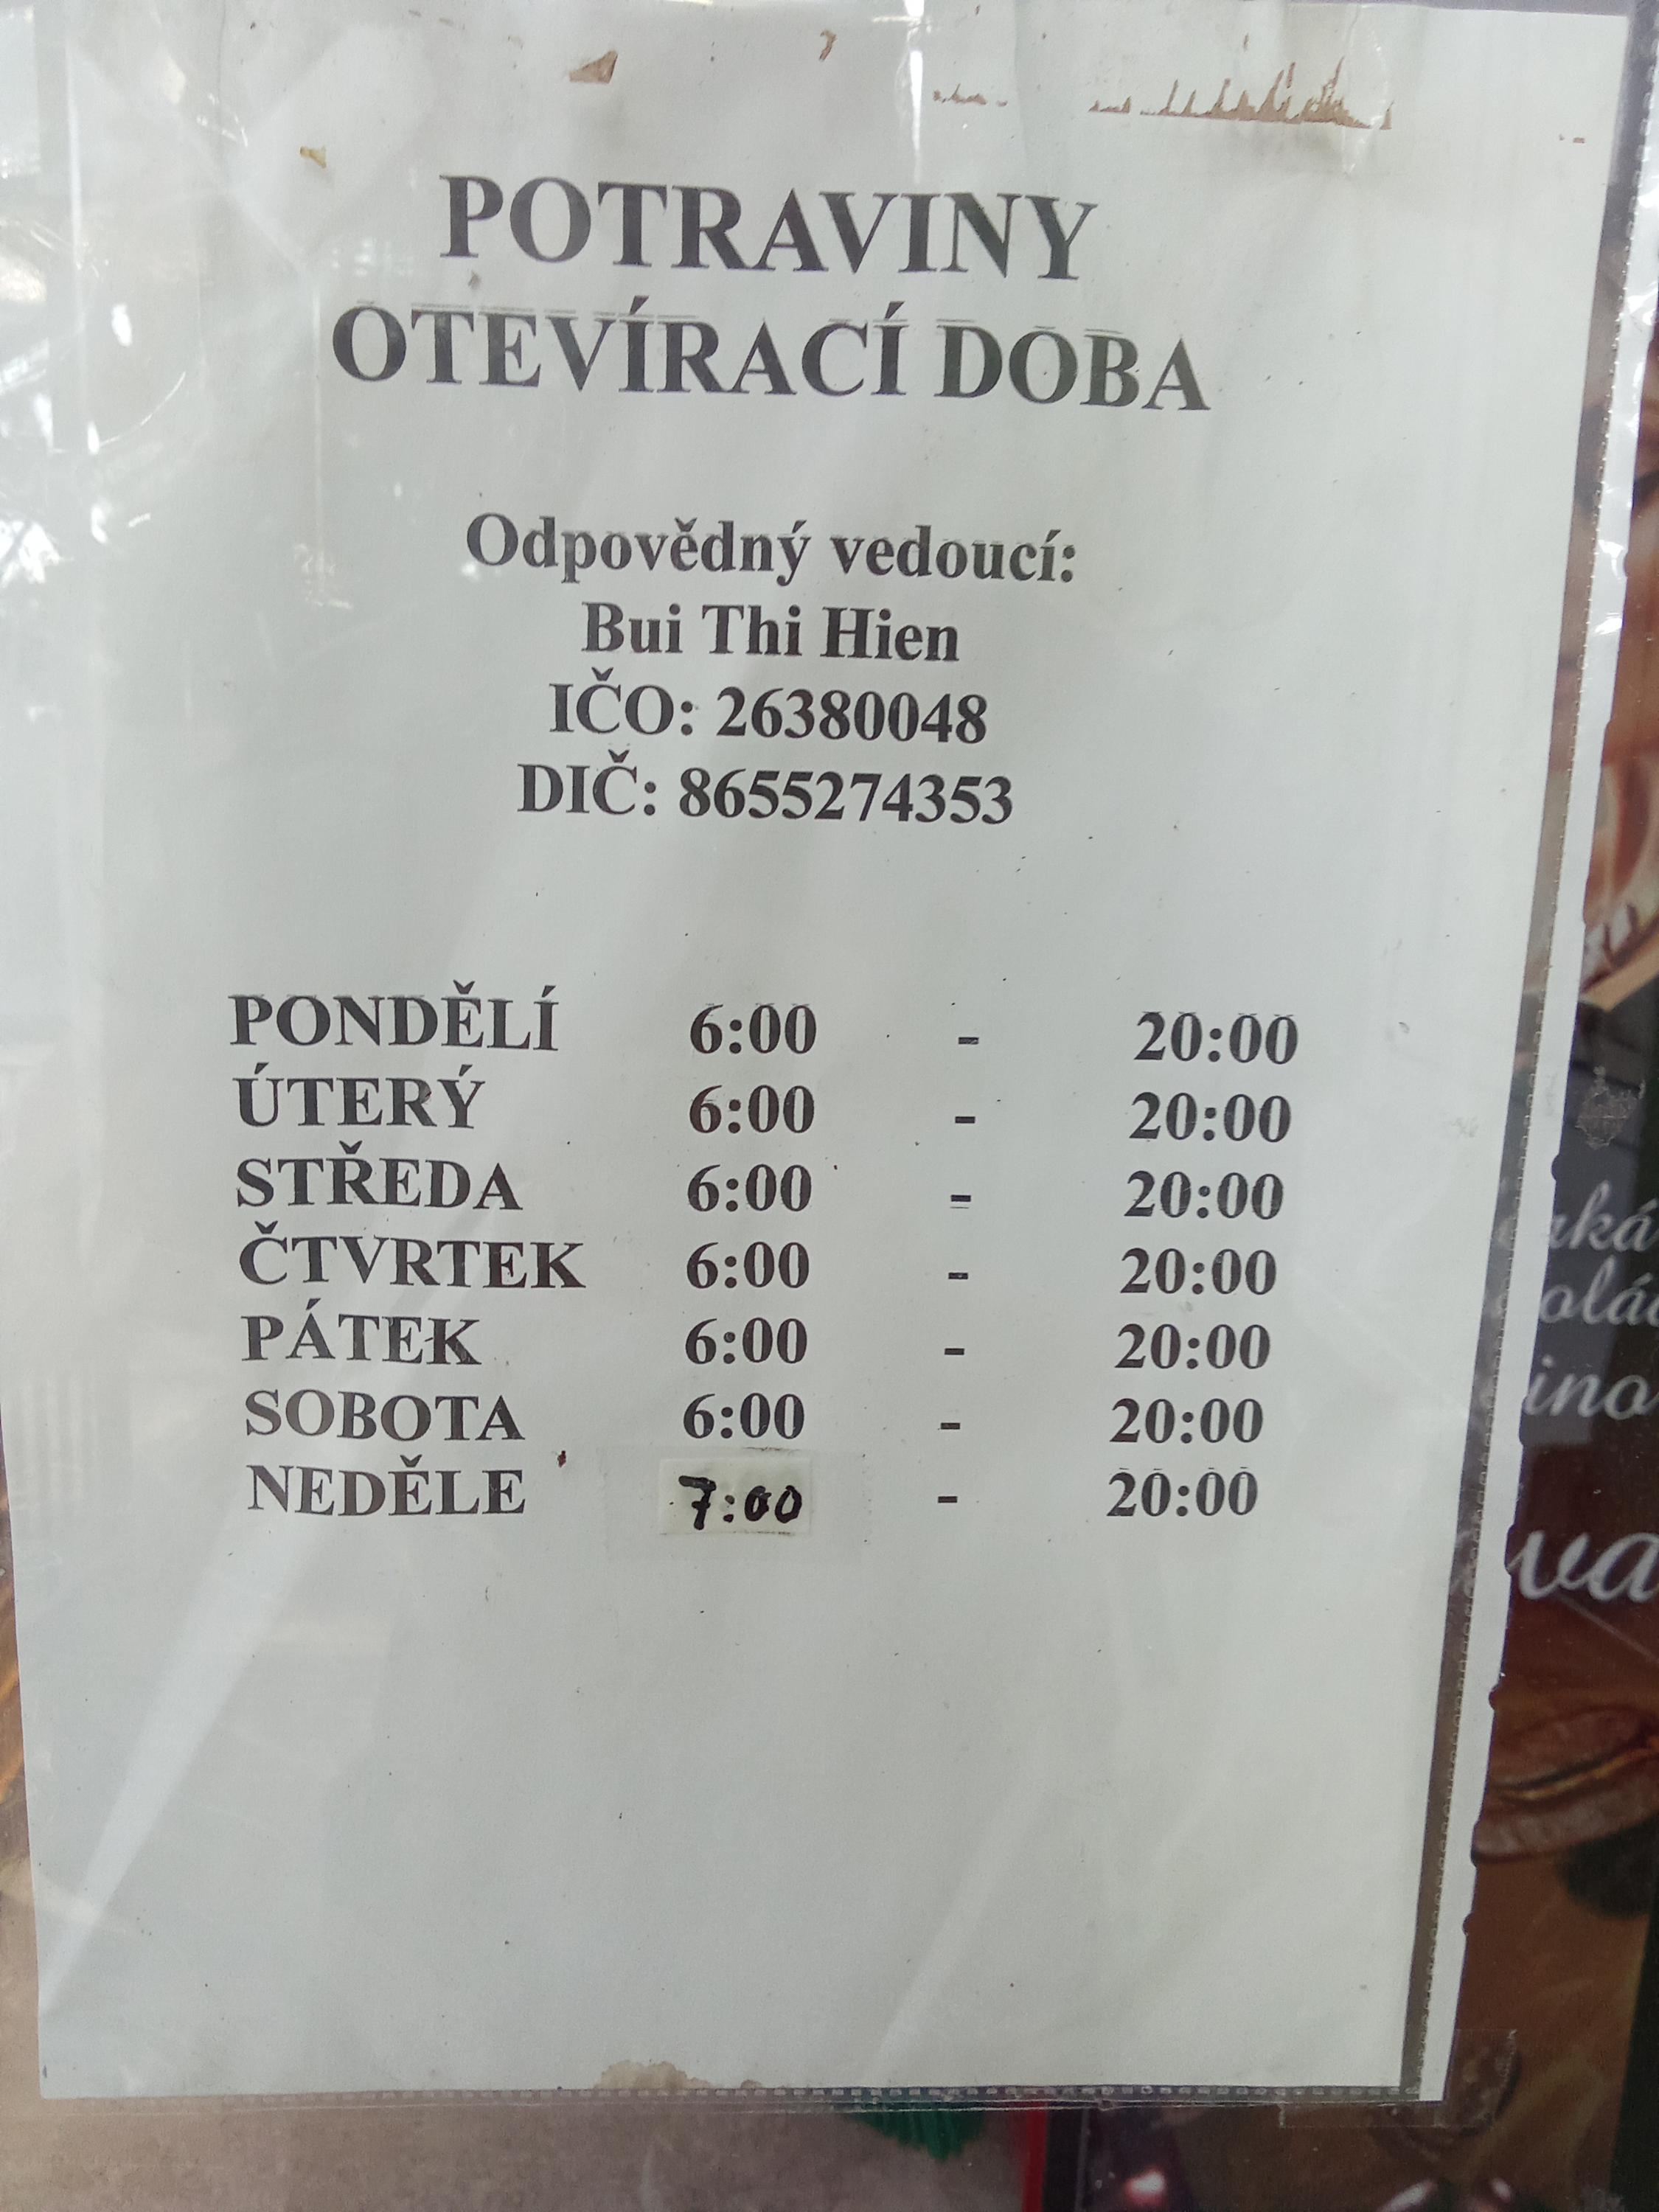 POTRAVINY
OTEVÍRACÍ DOBA
Odpovědný vedoucí:
Bui Thi Hien
IČO: 26380048
DIČ: 8655274353
PONDĚLÍ 6:00 - 20:00
ÚTERÝ 6:00 - 20:00
STŘEDA 6:00 - 20:00
ČTVRTEK 6:00 - 20:00
PÁTEK 6:00 - 20:00
SOBOTA 6:00 - 20:00
NEDĚLE 7:00 - 20:00